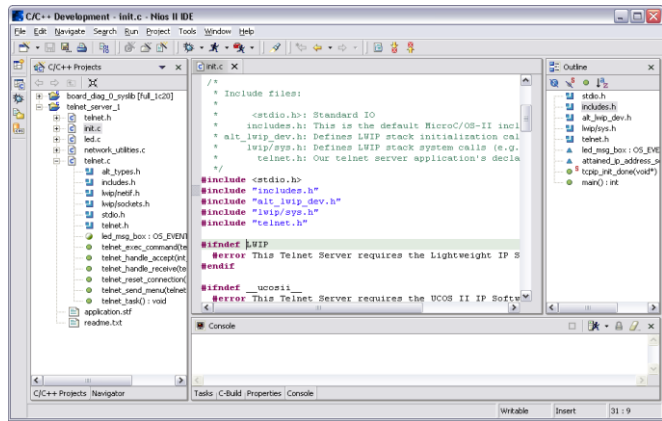 C/C++ Development - init.c - Nios II IDE
File Edit Navigate Search Run Project Tools Window Help
C/C++ Projects
board_diag_0_syslib [full_1c20]
telnet_server_1
telnet.h
init.c
led.c
network_utilities.c
telnet.c
alt_types.h
includes.h
lwip/netif.h
lwip/sockets.h
stdio.h
telnet.h
led_msg_box : OS_EVENT
telnet_exec_command(te
telnet_handle_accept(int
telnet_handle_receive(te
telnet_reset_connection(
telnet_send_menu(telnet
telnet_task() : void
application.stf
readme.txt
C/C++ Projects Navigator
init.c
/*
* Include files:
*
* <stdio.h>: Standard IO
* includes.h: This is the default MicroC/OS-II incl
* alt_lwip_dev.h: Defines LWIP stack initialization cal
* lwip/sys.h: Defines LWIP stack system calls (e.g.
* telnet.h: Our telnet server application's decla
*/
#include <stdio.h>
#include "includes.h"
#include "alt_lwip_dev.h"
#include "lwip/sys.h"
#include "telnet.h"
#ifndef LWIP
#error This Telnet Server requires the Lightweight IP S
#endif
#ifndef __ucosii__
#error This Telnet Server requires the UCOS II IP Softw
Outline
stdio.h
includes.h
alt_lwip_dev.h
lwip/sys.h
telnet.h
led_msg_box : OS_EVE
attained_ip_address_s
tcpip_init_done(void*)
main() : int
Console
Tasks C-Build Properties Console
Writable Insert 31 : 9